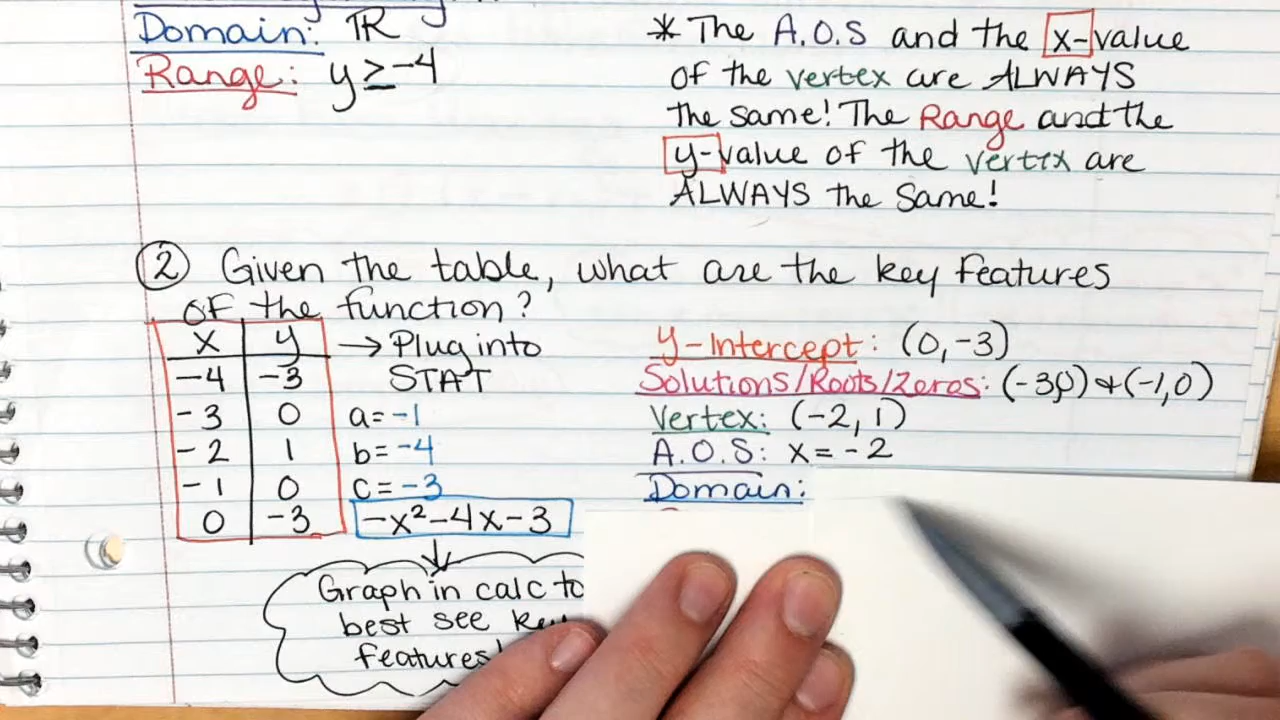 Domain: ℝ
Range: y ≥ -4
* The A.O.S and the x-value
of the vertex are ALWAYS
the same! The Range and the
y-value of the vertex are
ALWAYS the same!
② Given the table, what are the key features
of the function?
x y → Plug into
-4 -3 STAT
-3 0 a = -1
-2 1 b = -4
-1 0 c = -3
0 -3 -x² - 4x - 3
Graph in calc to
best see key
features!
y-Intercept: (0, -3)
Solutions/Roots/Zeros: (-3,0) & (-1,0)
Vertex: (-2, 1)
A.O.S: x = -2
Domain: